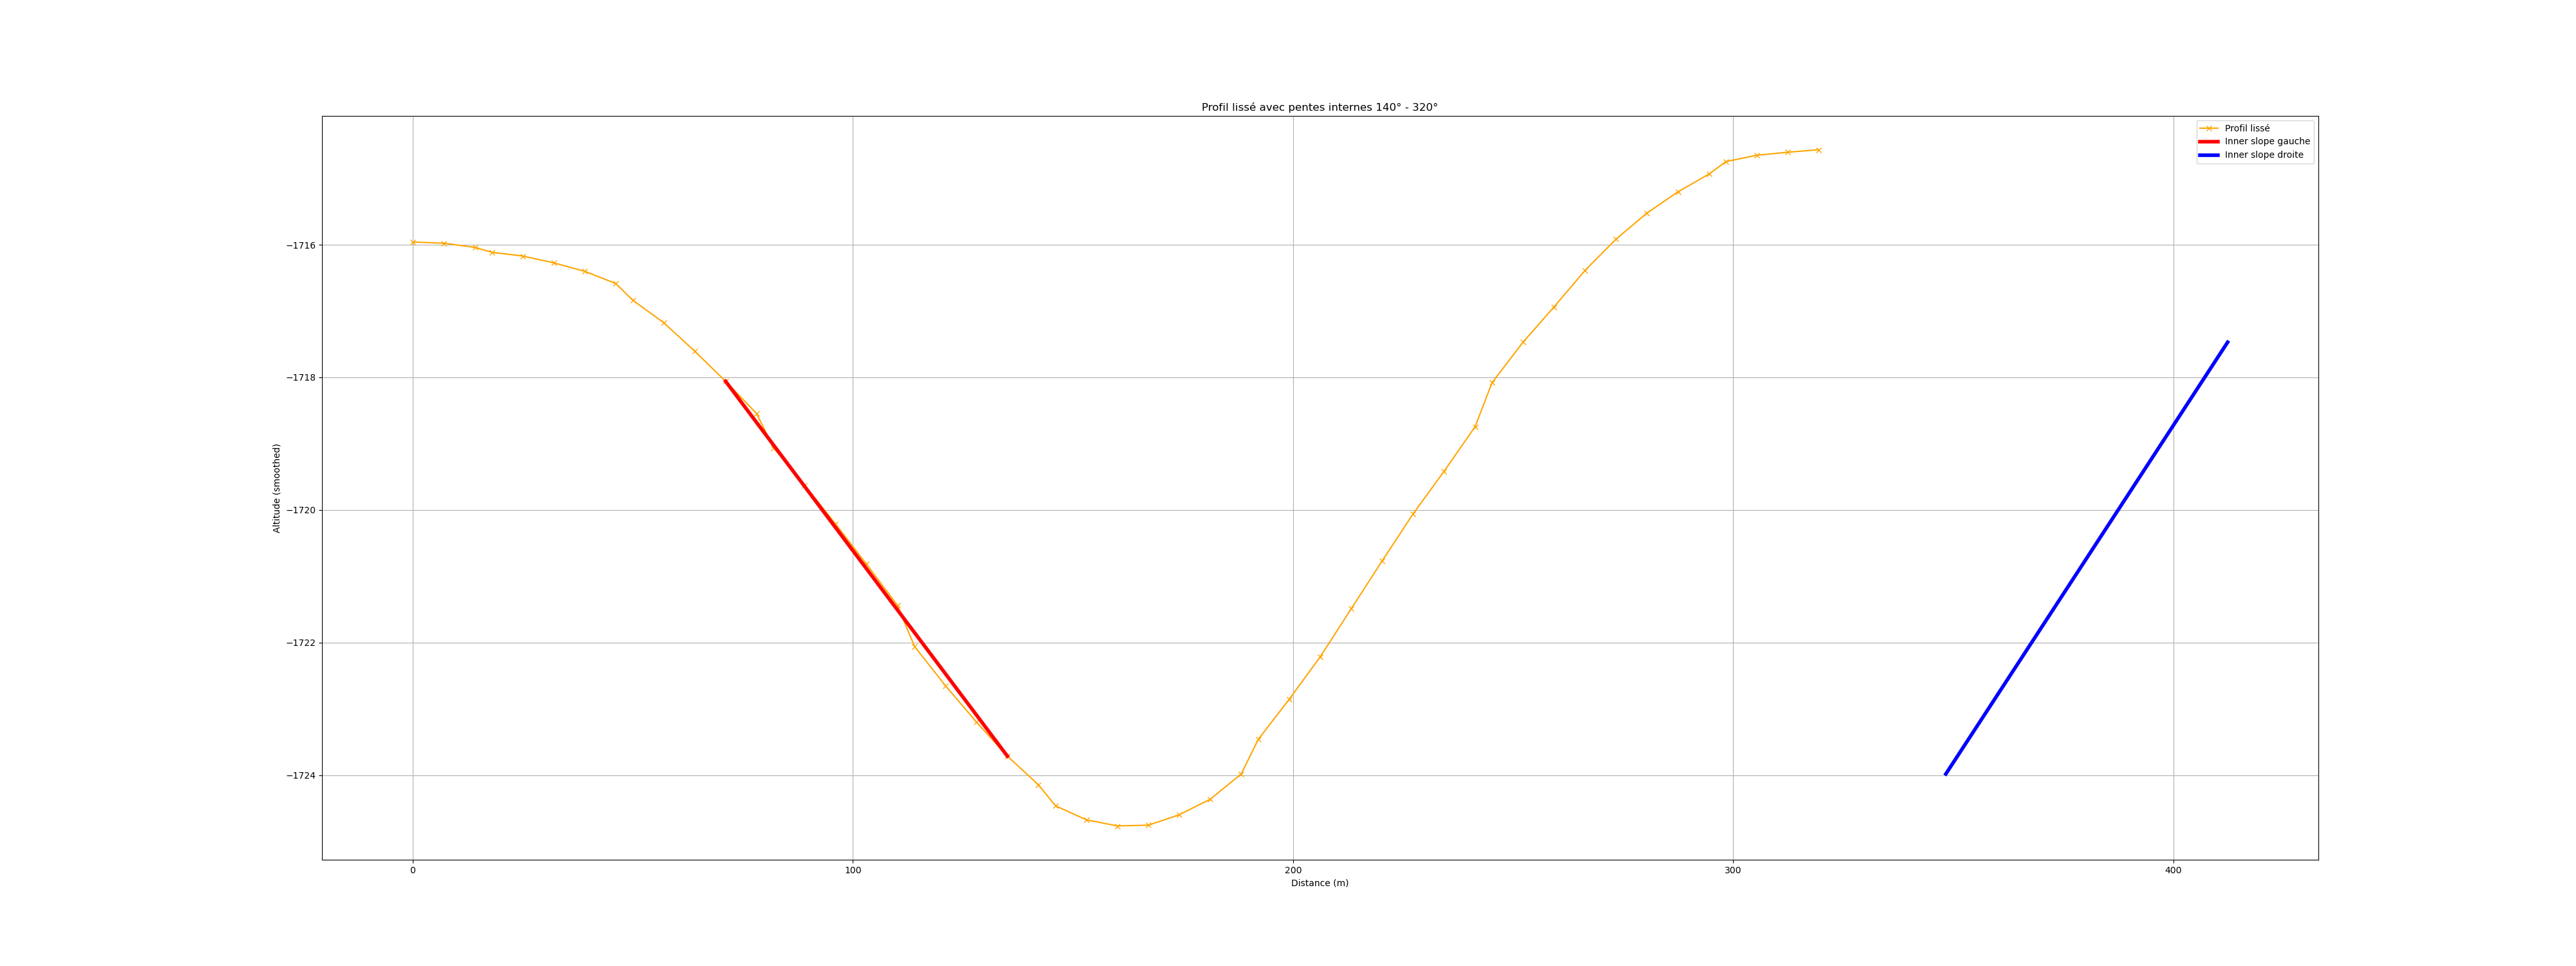 Profil lissé avec pentes internes 140° - 320°
Profil lissé
Inner slope gauche
Inner slope droite
Altitude (smoothed)
−1716
−1718
−1720
−1722
−1724
0
100
200
300
400
Distance (m)